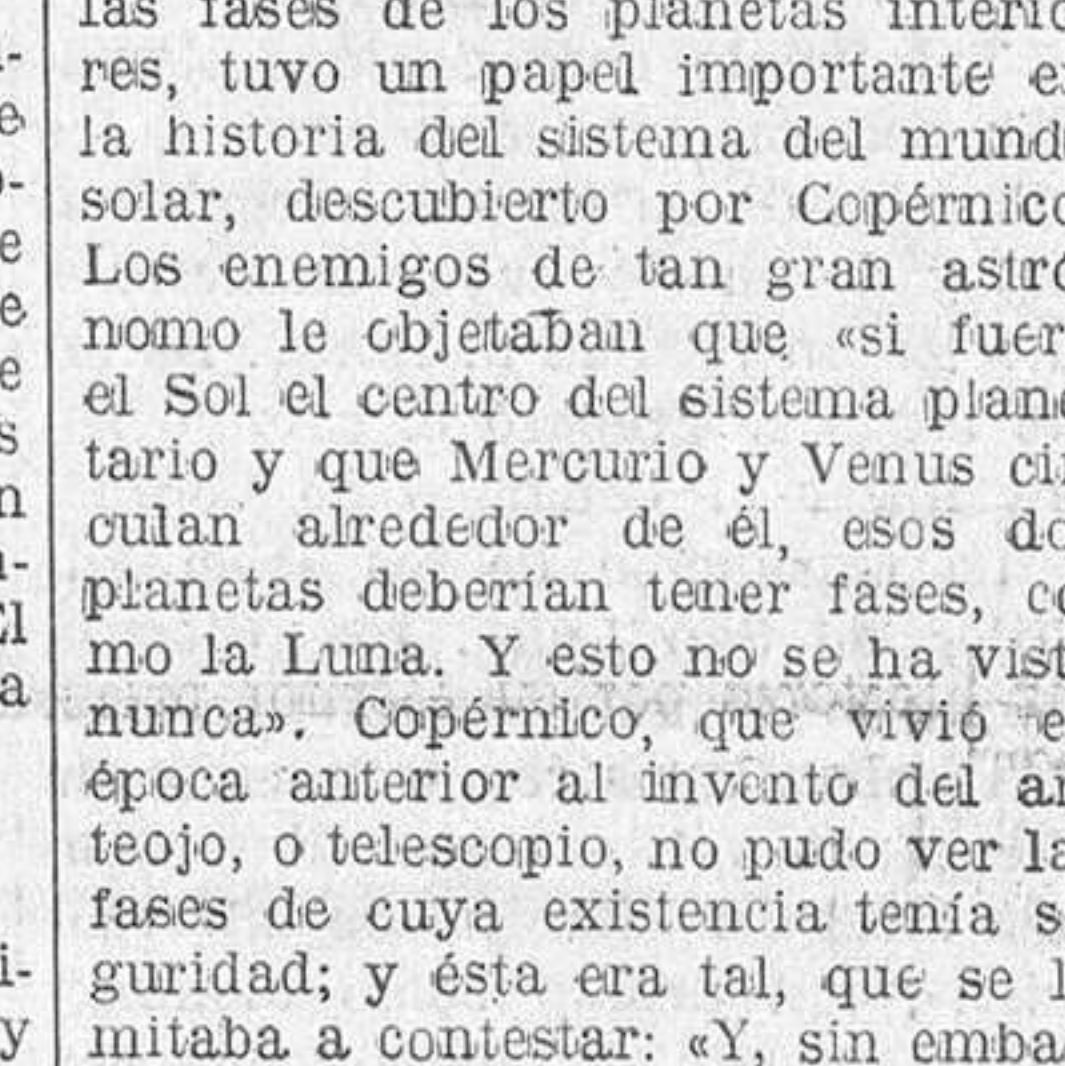 las fases de los planetas interio
res, tuvo un papel importante e
la historia del sistema del mund
solar, descubierto por Copérnico
Los enemigos de tan gran astró
nomo le objetaban que «si fuer
el Sol el centro del sistema plane
tario y que Mercurio y Venus cir
culan alrededor de él, esos do
planetas deberían tener fases, co
mo la Luna. Y esto no se ha vist
nunca». Copérnico, que vivió e
época anterior al invento del an
teojo, o telescopio, no pudo ver la
fases de cuya existencia tenía s
guridad; y ésta era tal, que se l
mitaba a contestar: «Y, sin emba